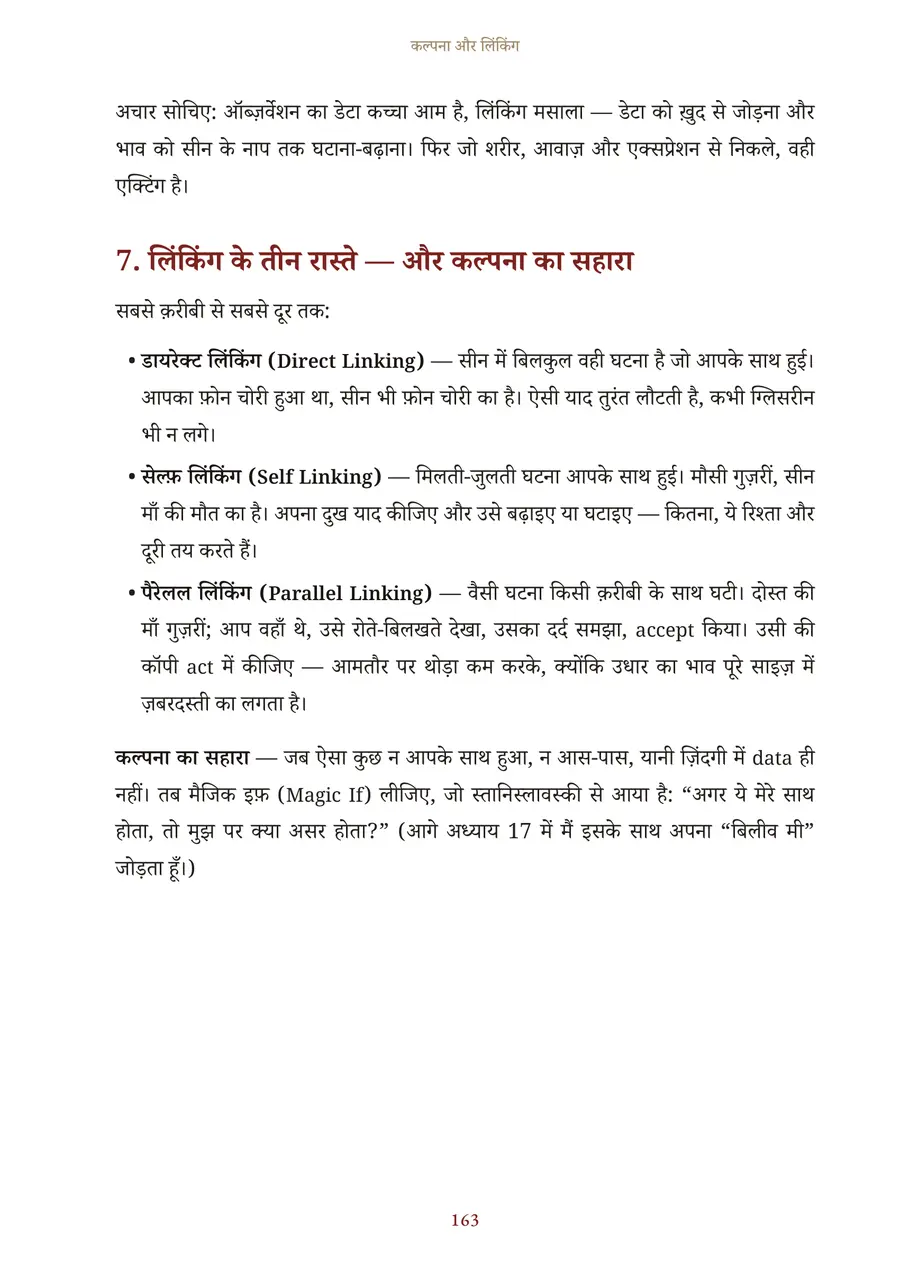 कल्पना और लिंकिंग
अचार सोचिए: ऑब्ज़र्वेशन का डेटा कच्चा आम है, लिंकिंग मसाला — डेटा को ख़ुद से जोड़ना और
भाव को सीन के नाप तक घटाना-बढ़ाना। फिर जो शरीर, आवाज़ और एक्सप्रेशन से निकले, वही
एक्टिंग है।
7. लिंकिंग के तीन रास्ते — और कल्पना का सहारा
सबसे क़रीबी से सबसे दूर तक:
• डायरेक्ट लिंकिंग (Direct Linking) — सीन में बिलकुल वही घटना है जो आपके साथ हुई।
आपका फ़ोन चोरी हुआ था, सीन भी फ़ोन चोरी का है। ऐसी याद तुरंत लौटती है, कभी ग्लिसरीन
भी न लगे।
• सेल्फ़ लिंकिंग (Self Linking) — मिलती-जुलती घटना आपके साथ हुई। मौसी गुज़रीं, सीन
माँ की मौत का है। अपना दुख याद कीजिए और उसे बढ़ाइए या घटाइए — कितना, ये रिश्ता और
दूरी तय करते हैं।
• पैरेलल लिंकिंग (Parallel Linking) — वैसी घटना किसी क़रीबी के साथ घटी। दोस्त की
माँ गुज़रीं; आप वहाँ थे, उसे रोते-बिलखते देखा, उसका दर्द समझा, accept किया। उसी की
कॉपी act में कीजिए — आमतौर पर थोड़ा कम करके, क्योंकि उधार का भाव पूरे साइज़ में
ज़बरदस्ती का लगता है।
कल्पना का सहारा — जब ऐसा कुछ न आपके साथ हुआ, न आस-पास, यानी ज़िंदगी में data ही
नहीं। तब मैजिक इफ़ (Magic If) लीजिए, जो स्तानिस्लावस्की से आया है: “अगर ये मेरे साथ
होता, तो मुझ पर क्या असर होता?” (आगे अध्याय 17 में मैं इसके साथ अपना “बिलीव मी”
जोड़ता हूँ।)
163